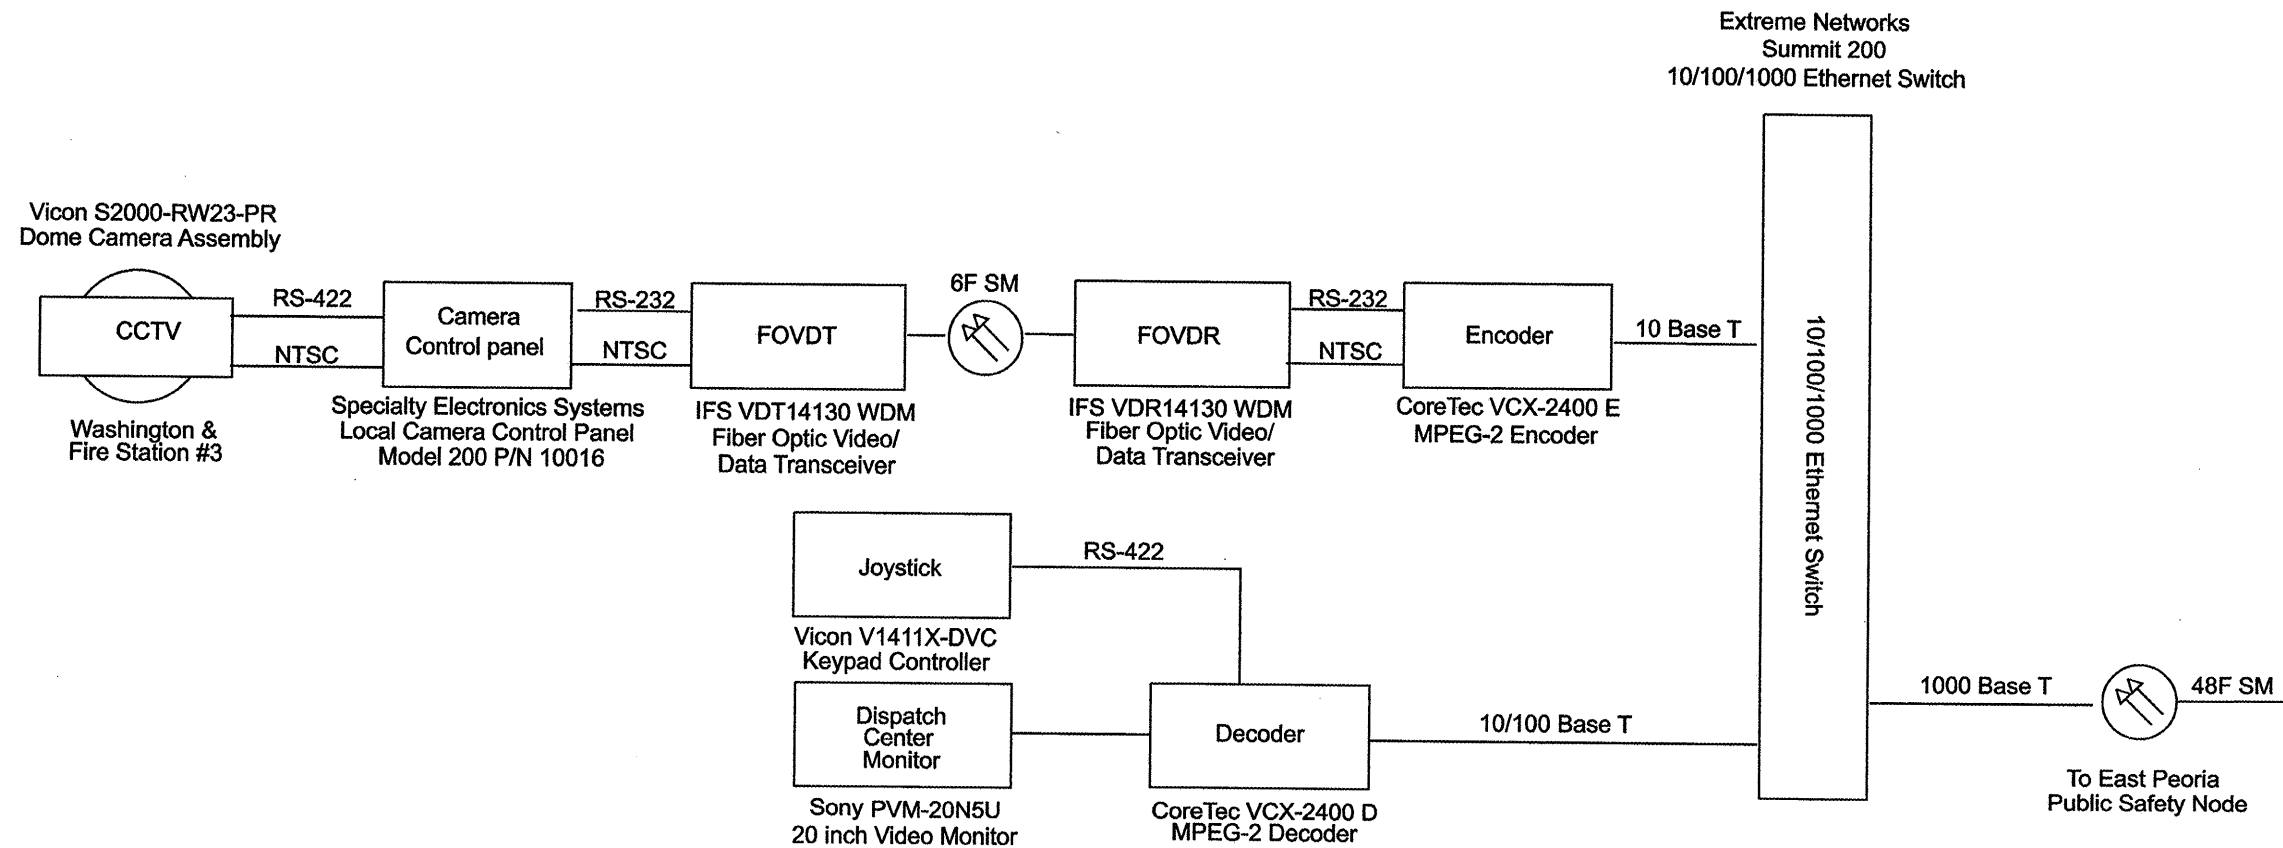 Extreme Networks
Summit 200
10/100/1000 Ethernet Switch
Vicon S2000-RW23-PR
Dome Camera Assembly
CCTV
Washington &
Fire Station #3
RS-422
NTSC
Camera
Control panel
Specialty Electronics Systems
Local Camera Control Panel
Model 200 P/N 10016
RS-232
NTSC
FOVDT
IFS VDT14130 WDM
Fiber Optic Video/
Data Transceiver
6F SM
FOVDR
IFS VDR14130 WDM
Fiber Optic Video/
Data Transceiver
RS-232
NTSC
Encoder
CoreTec VCX-2400 E
MPEG-2 Encoder
10 Base T
10/100/1000 Ethernet Switch
Joystick
Vicon V1411X-DVC
Keypad Controller
RS-422
Dispatch
Center
Monitor
Sony PVM-20N5U
20 inch Video Monitor
Decoder
CoreTec VCX-2400 D
MPEG-2 Decoder
10/100 Base T
1000 Base T
48F SM
To East Peoria
Public Safety Node